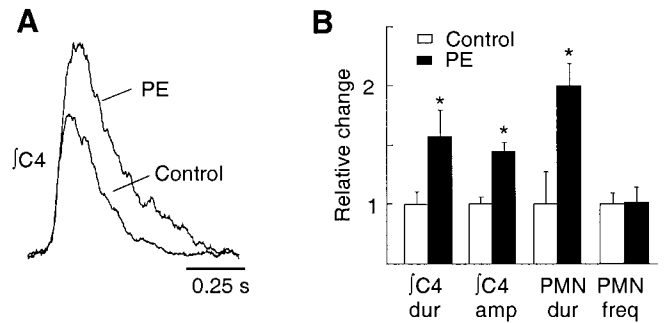 A
PE
∫C4
Control
0.25 s
B
Control
PE
Relative change
2
1
*
*
*
∫C4 dur
∫C4 amp
PMN dur
PMN freq